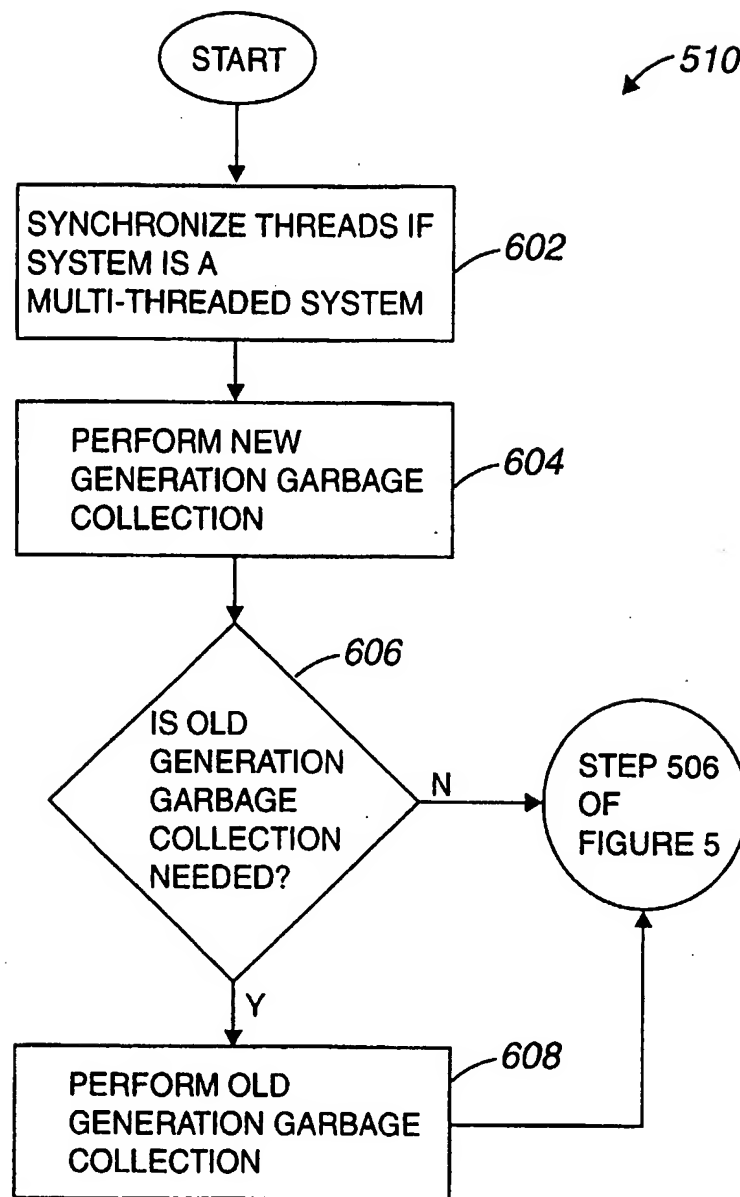 START
510
SYNCHRONIZE THREADS IF
SYSTEM IS A
MULTI-THREADED SYSTEM
602
PERFORM NEW
GENERATION GARBAGE
COLLECTION
604
606
IS OLD
GENERATION
GARBAGE
COLLECTION
NEEDED?
N
STEP 506
OF
FIGURE 5
Y
608
PERFORM OLD
GENERATION GARBAGE
COLLECTION